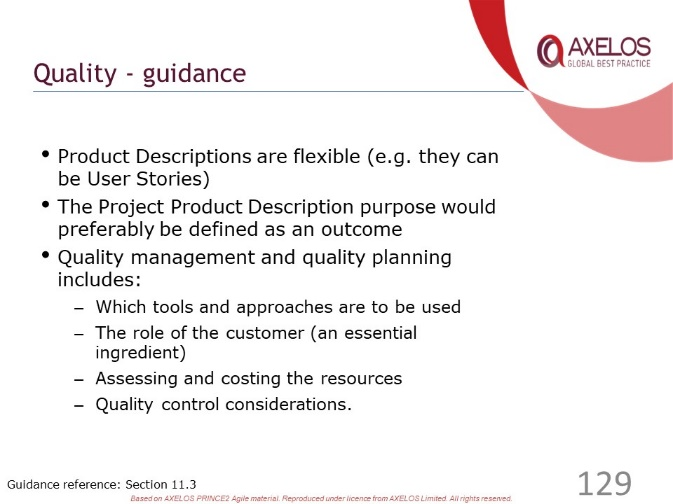 AXELOS
GLOBAL BEST PRACTICE
Quality - guidance
• Product Descriptions are flexible (e.g. they can
be User Stories)
• The Project Product Description purpose would
preferably be defined as an outcome
• Quality management and quality planning
includes:
– Which tools and approaches are to be used
– The role of the customer (an essential
ingredient)
– Assessing and costing the resources
– Quality control considerations.
Guidance reference: Section 11.3
129
Based on AXELOS PRINCE2 Agile material. Reproduced under licence from AXELOS Limited. All rights reserved.